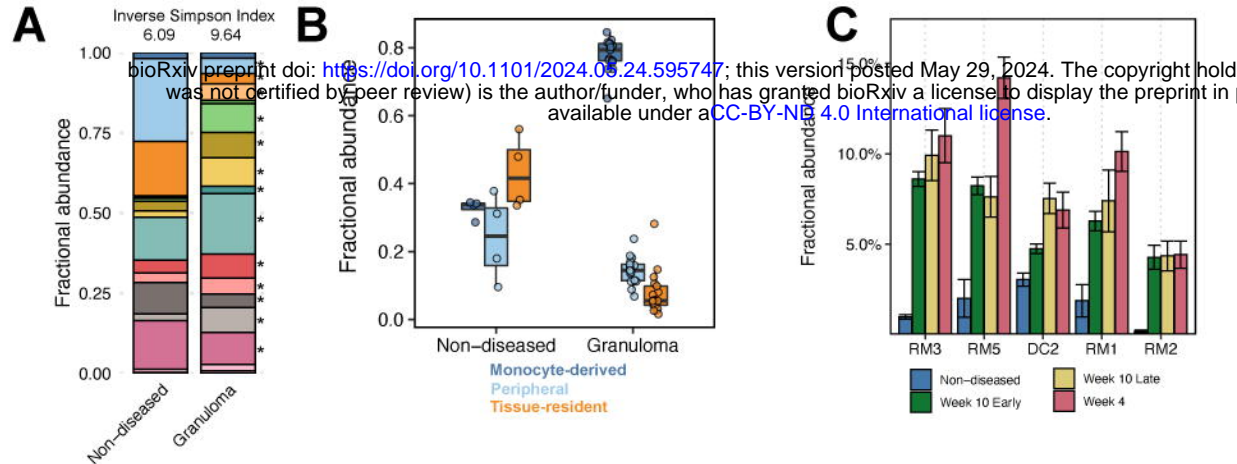 A
Inverse Simpson Index
6.09 9.64
1.00
0.75
0.50
0.25
0.00
Fractional abundance
*
*
*
*
*
*
*
*
*
*
*
Non–diseased
Granuloma
bioRxiv preprint doi: https://doi.org/10.1101/2024.05.24.595747; this version posted May 29, 2024. The copyright hold
was not certified by peer review) is the author/funder, who has granted bioRxiv a license to display the preprint in p
available under aCC-BY-ND 4.0 International license.
B
Fractional abundance
0.8
0.6
0.4
0.2
0.0
Non–diseased Granuloma
Monocyte-derived
Peripheral
Tissue-resident
C
Fractional abundance
15.0%
10.0%
5.0%
RM3 RM5 DC2 RM1 RM2
Non–diseased
Week 10 Early
Week 10 Late
Week 4